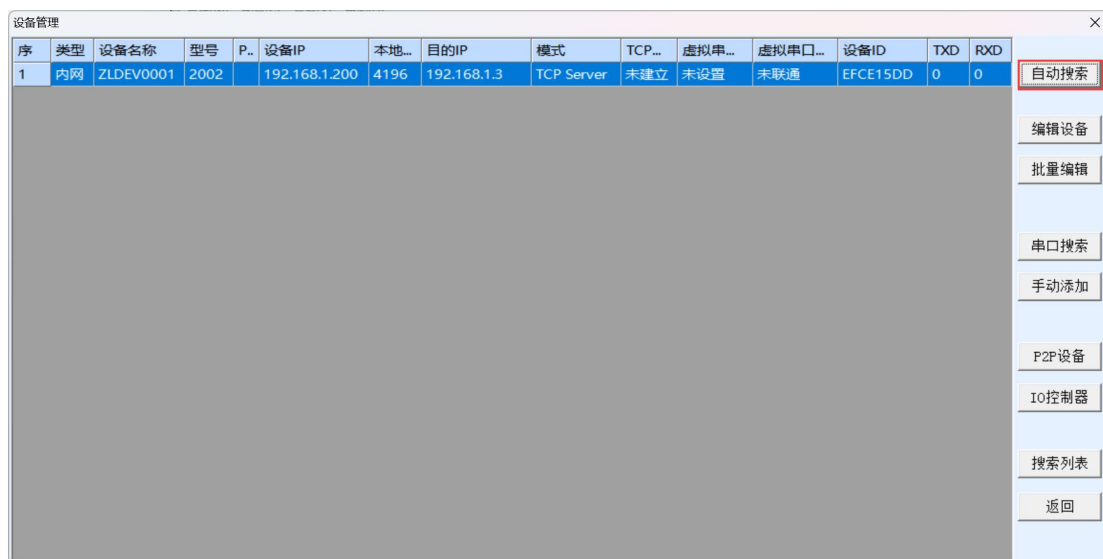 设备管理
序 类型 设备名称 型号 P.. 设备IP 本地... 目的IP 模式 TCP... 虚拟串... 虚拟串口... 设备ID TXD RXD
1 内网 ZLDEV0001 2002 192.168.1.200 4196 192.168.1.3 TCP Server 未建立 未设置 未联通 EFCE15DD 0 0
自动搜索
编辑设备
批量编辑
串口搜索
手动添加
P2P设备
IO控制器
搜索列表
返回